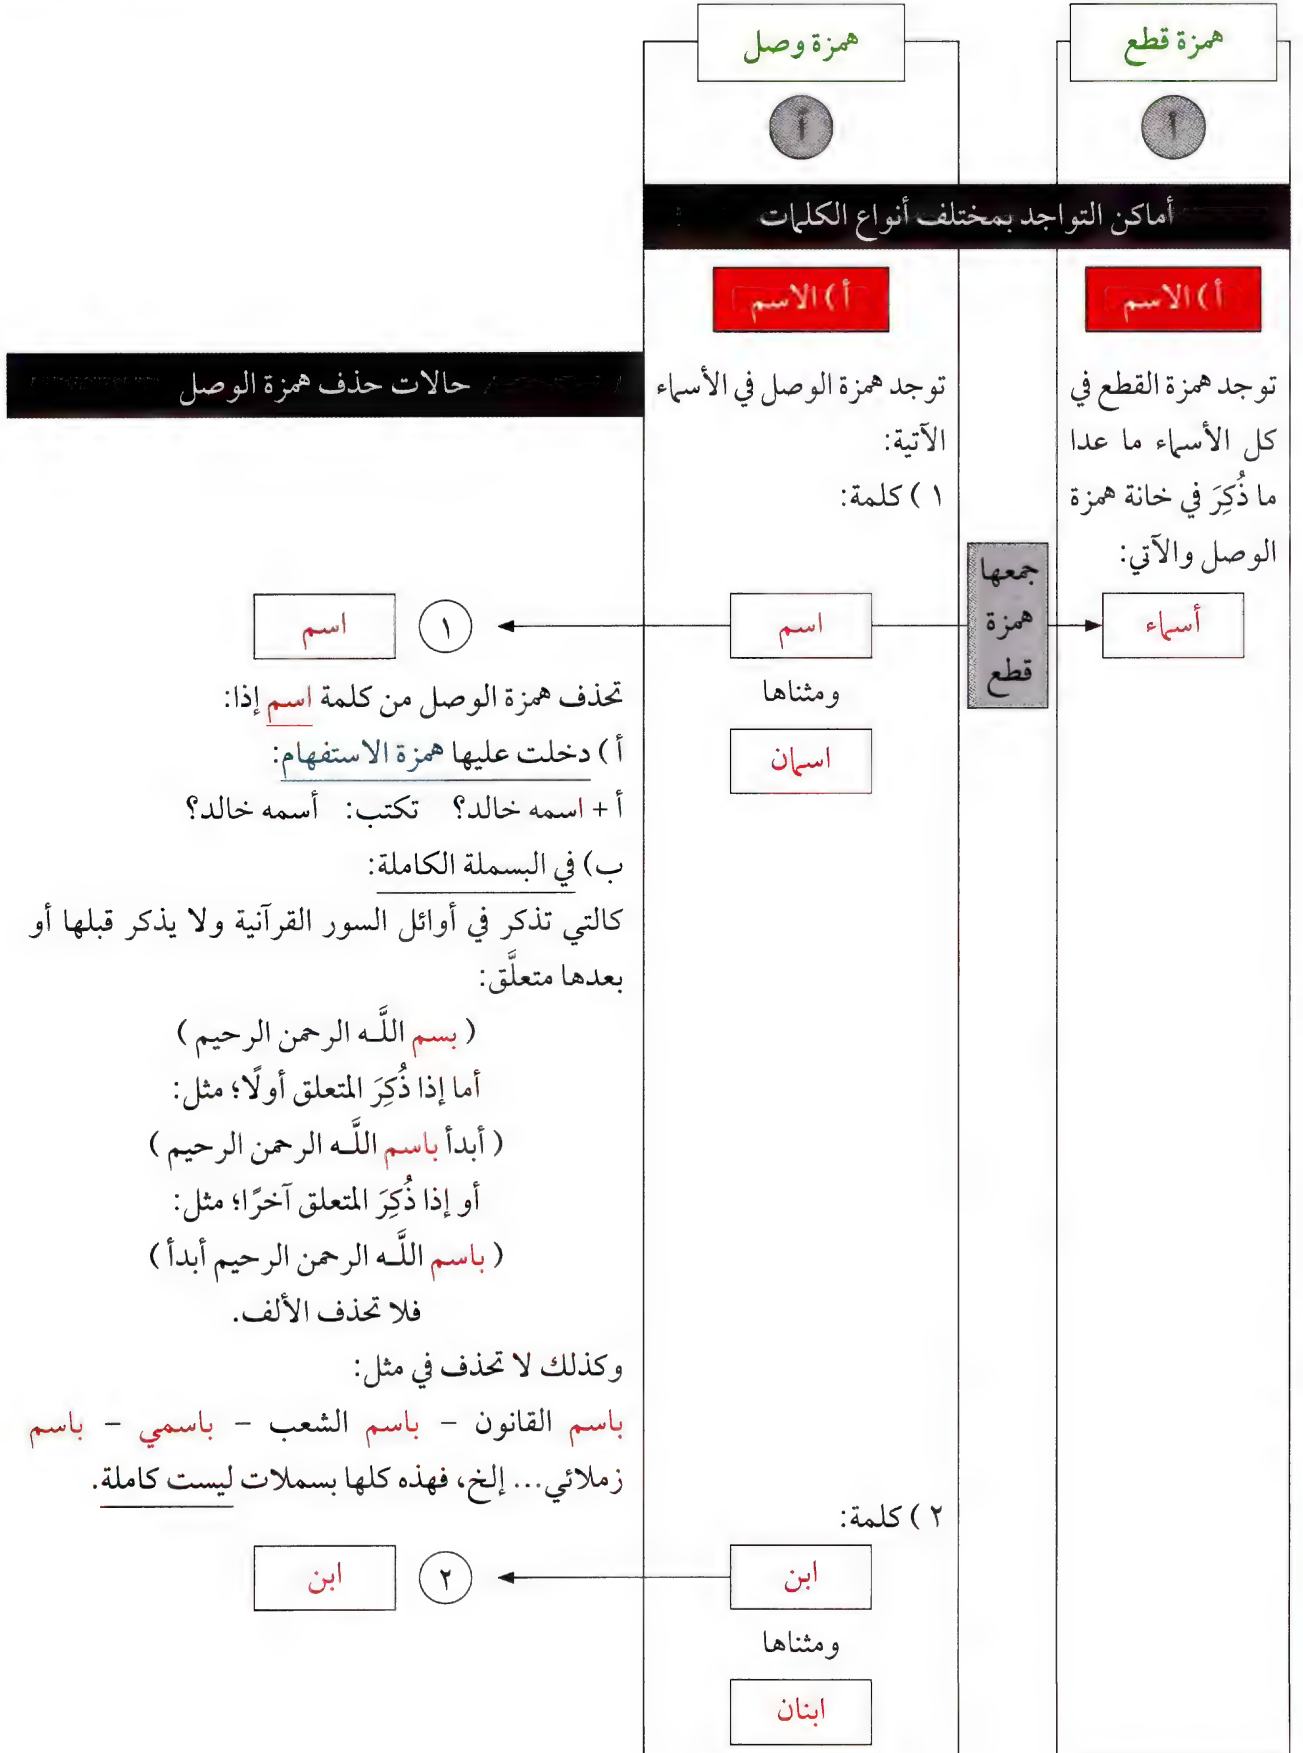 همزة قطع
أ
همزة وصل
أ
أماكن التواجد بمختلف أنواع الكلمات
أ) الاسم
توجد همزة القطع في
كل الأسماء ما عدا
ما ذُكِرَ في خانة همزة
الوصل والآتي:
أسماء
جمعها
همزة
قطع
أ) الاسم
توجد همزة الوصل في الأسماء
الآتية:
١ ) كلمة:
اسم
ومثناها
اسمان
حالات حذف همزة الوصل
١
اسم
تحذف همزة الوصل من كلمة اسم إذا:
أ ) دخلت عليها همزة الاستفهام:
أ + اسمه خالد؟ تكتب: أسمه خالد؟
ب) في البسملة الكاملة:
كالتي تذكر في أوائل السور القرآنية ولا يذكر قبلها أو
بعدها متعلَّق:
( بسم اللَّـه الرحمن الرحيم )
أما إذا ذُكِرَ المتعلق أولًا؛ مثل:
( أبدأ باسم اللَّـه الرحمن الرحيم )
أو إذا ذُكِرَ المتعلق آخرًا؛ مثل:
( باسم اللَّـه الرحمن الرحيم أبدأ )
فلا تحذف الألف.
وكذلك لا تحذف في مثل:
باسم القانون – باسم الشعب – باسمي – باسم
زملائي... إلخ، فهذه كلها بسملات ليست كاملة.
٢ ) كلمة:
ابن
ومثناها
ابنان
٢
ابن